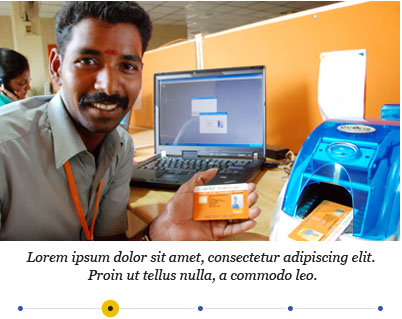 Lorem ipsum dolor sit amet, consectetur adipiscing elit.
Proin ut tellus nulla, a commodo leo.